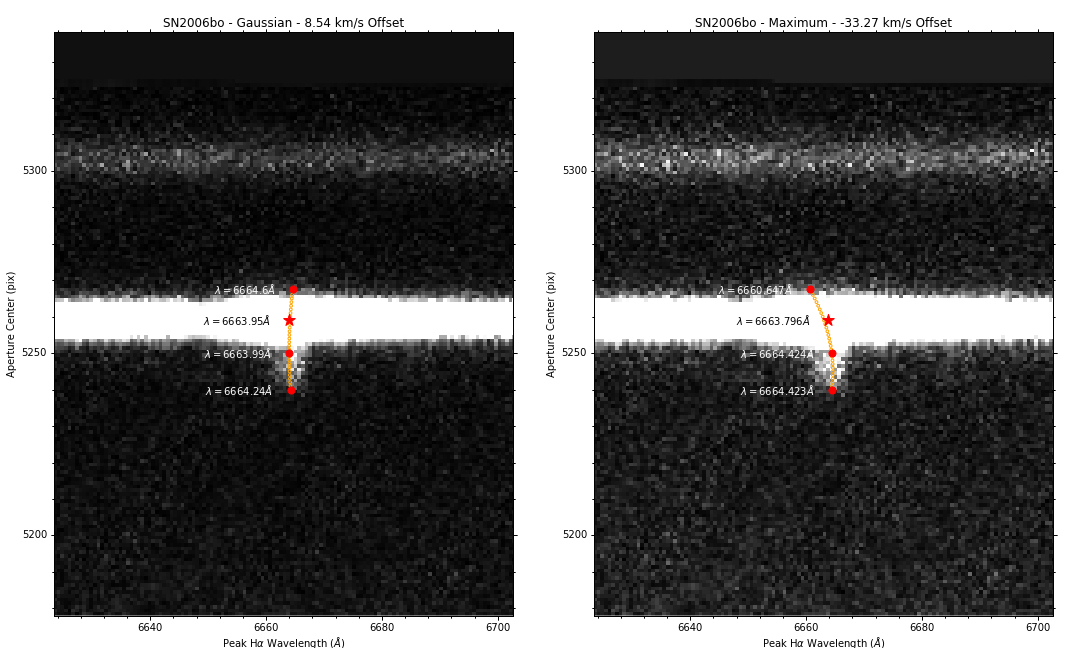 SN2006bo - Gaussian - 8.54 km/s Offset
5300
5250
5200
Aperture Center (pix)
λ = 6664.6Å
λ = 6663.95Å
λ = 6663.99Å
λ = 6664.24Å
6640 6660 6680 6700
Peak Hα Wavelength (Å)
SN2006bo - Maximum - -33.27 km/s Offset
5300
5250
5200
Aperture Center (pix)
λ = 6660.647Å
λ = 6663.796Å
λ = 6664.424Å
λ = 6664.423Å
6640 6660 6680 6700
Peak Hα Wavelength (Å)